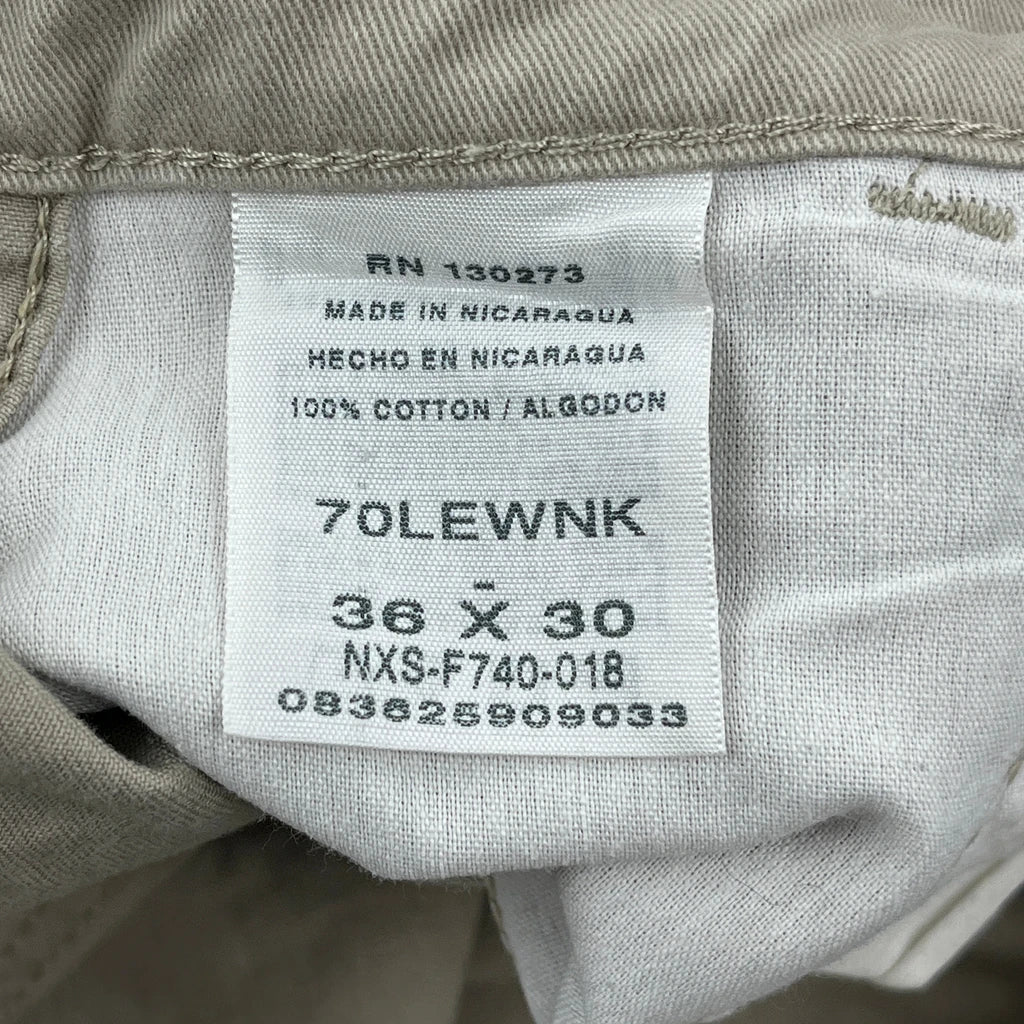 RN 130273
MADE IN NICARAGUA
HECHO EN NICARAGUA
100% COTTON / ALGODON
70LEWNK
-
36 X 30
NXS-F740-018
083625909033